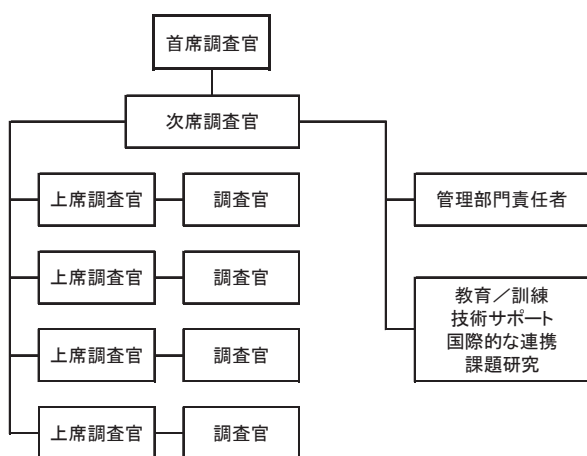 首席調査官
次席調査官
上席調査官
調査官
管理部門責任者
上席調査官
調査官
教育／訓練
技術サポート
国際的な連携
課題研究
上席調査官
調査官
上席調査官
調査官